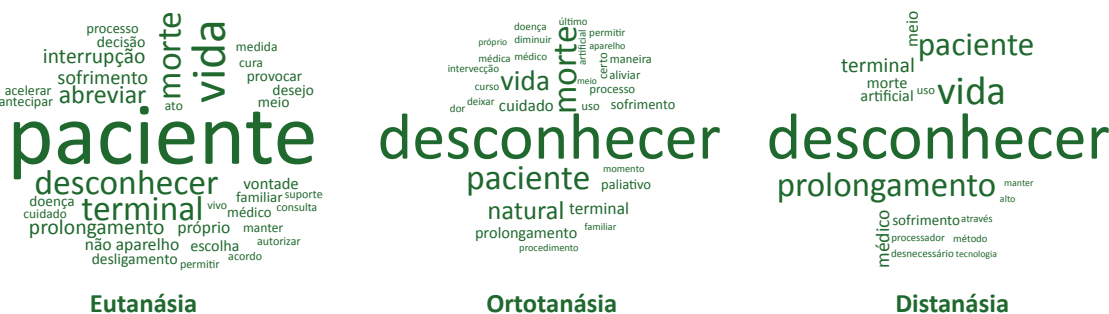 processo
decisão
interrupção
morte
vida
medida
cura
sofrimento
provocar
acelerar
desejo
antecipar
abreviar
ato
meio
paciente
desconhecer
vontade
doença
familiar suporte
cuidado
terminal
vivo
médico
consulta
prolongamento
próprio
manter
não aparelho
escolha
autorizar
desligamento
permitir
acordo
Eutanásia
último
doença
permitir
próprio
diminuir
morte
artificial
aparelho
médica médico
certo
maneira
intervecção
aliviar
curso
vida
meio
processo
dor
deixar
cuidado
uso
sofrimento
desconhecer
paciente
momento
paliativo
natural
terminal
prolongamento
familiar
procedimento
Ortotanásia
meio
paciente
terminal
morte
artificial
uso
vida
desconhecer
prolongamento
manter
alto
médico
sofrimento
através
processador
método
desnecessário
tecnologia
Distanásia